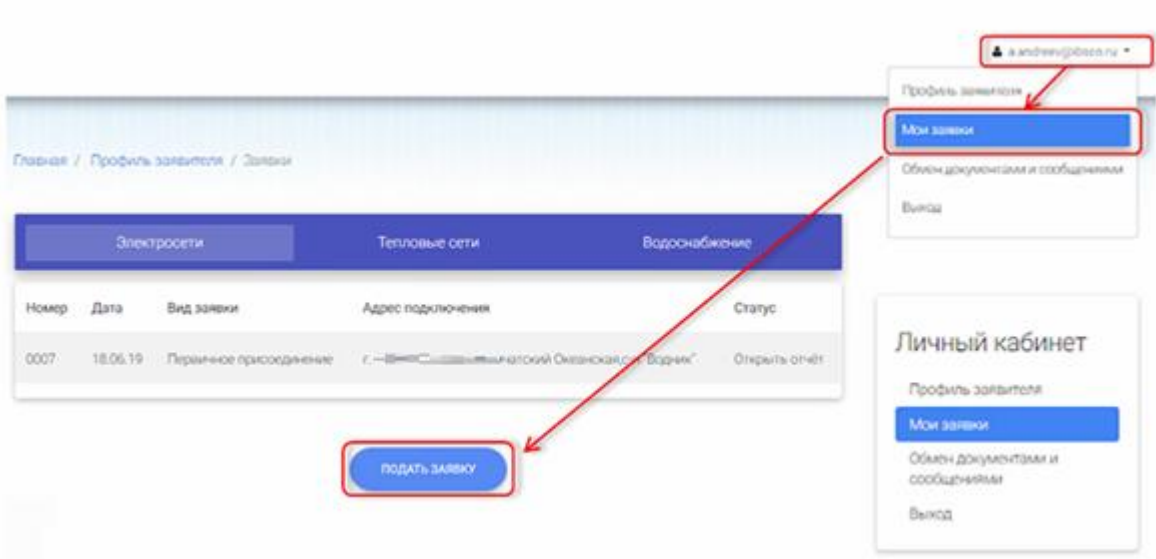 a.andreev@ibsco.ru
Профиль заявителя
Мои заявки
Обмен документами и сообщениями
Выход
Главная / Профиль заявителя / Заявки
Электросети Тепловые сети Водоснабжение
Номер Дата Вид заявки Адрес подключения Статус
0007 18.06.19 Первичное присоединение г. чатский Океанская "Водник" Открыть отчёт
ПОДАТЬ ЗАЯВКУ
Личный кабинет
Профиль заявителя
Мои заявки
Обмен документами и
сообщениями
Выход